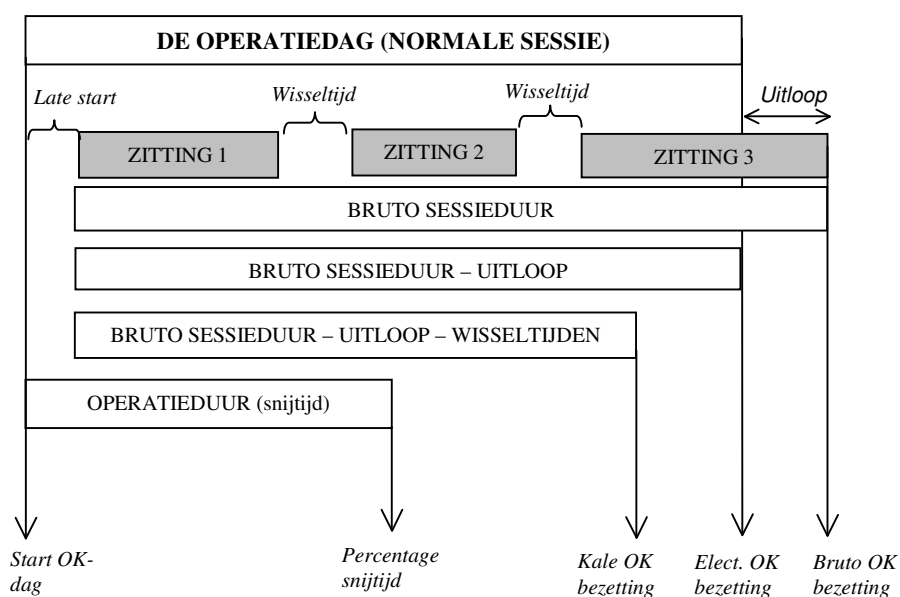 DE OPERATIEDAG (NORMALE SESSIE)
Late start
Wisseltijd
Wisseltijd
Uitloop
ZITTING 1
ZITTING 2
ZITTING 3
BRUTO SESSIEDUUR
BRUTO SESSIEDUUR – UITLOOP
BRUTO SESSIEDUUR – UITLOOP – WISSELTIJDEN
OPERATIEDUUR (snijtijd)
Start OK-
dag
Percentage
snijtijd
Kale OK
bezetting
Elect. OK
bezetting
Bruto OK
bezetting